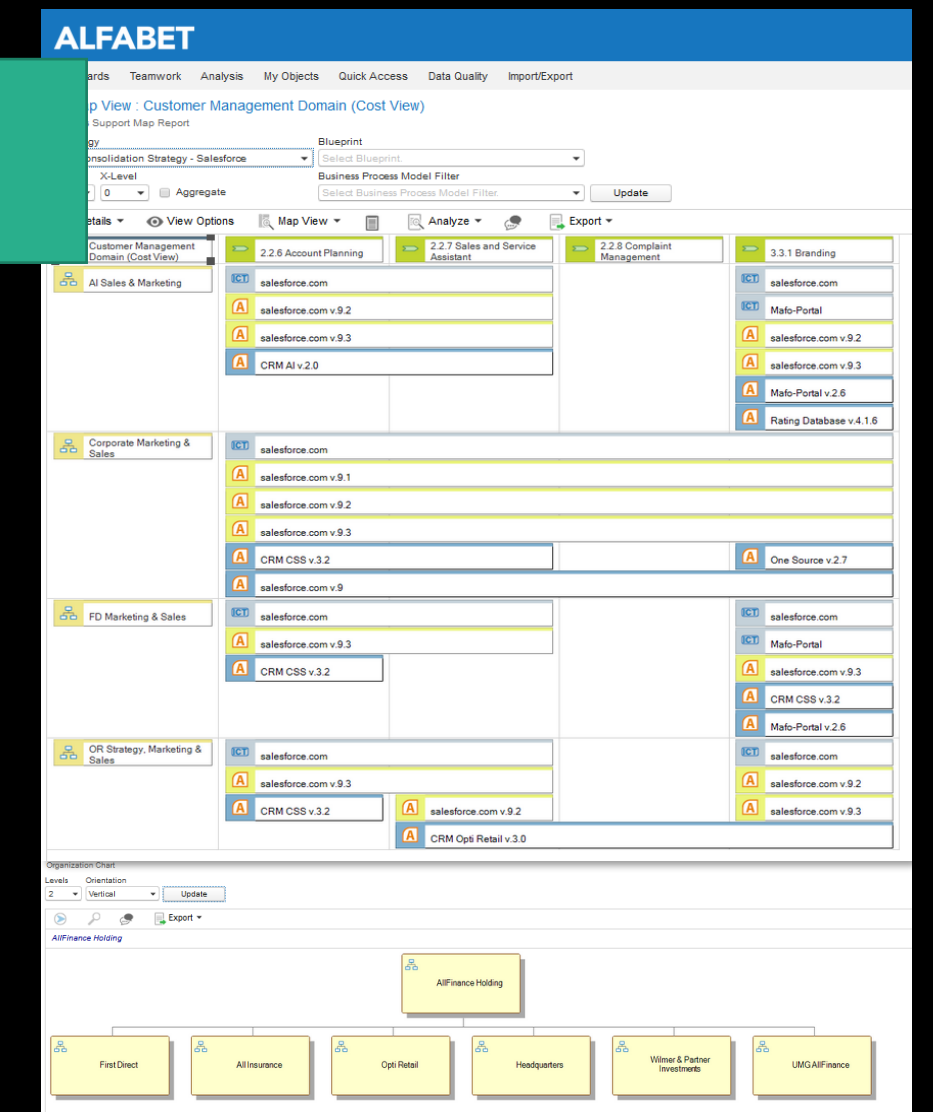 ALFABET
ards Teamwork Analysis My Objects Quick Access Data Quality Import/Export
p View : Customer Management Domain (Cost View)
Support Map Report
gy Blueprint
onsolidation Strategy - Salesforce Select Blueprint
X-Level Business Process Model Filter
0 Aggregate Select Business Process Model Filter Update
etails View Options Map View Analyze Export
Customer Management Domain (Cost View) 2.2.6 Account Planning 2.2.7 Sales and Service Assistant 2.2.8 Complaint Management 3.3.1 Branding
AI Sales & Marketing ICT salesforce.com ICT salesforce.com
A salesforce.com v.9.2 ICT Mafo-Portal
A salesforce.com v.9.3 A salesforce.com v.9.2
A CRM AI v.2.0 A salesforce.com v.9.3
A Mafo-Portal v.2.6
A Rating Database v.4.1.6
Corporate Marketing & Sales ICT salesforce.com
A salesforce.com v.9.1
A salesforce.com v.9.2
A salesforce.com v.9.3
A CRM CSS v.3.2 A One Source v.2.7
A salesforce.com v.9
FD Marketing & Sales ICT salesforce.com ICT salesforce.com
A salesforce.com v.9.3 ICT Mafo-Portal
A CRM CSS v.3.2 A salesforce.com v.9.3
A CRM CSS v.3.2
A Mafo-Portal v.2.6
OR Strategy, Marketing & Sales ICT salesforce.com ICT salesforce.com
A salesforce.com v.9.3 A salesforce.com v.9.2
A CRM CSS v.3.2 A salesforce.com v.9.2 A salesforce.com v.9.3
A CRM Opti Retail v.3.0
Organization Chart
Levels Orientation
2 Vertical Update
Export
AllFinance Holding
AllFinance Holding
First Direct All Insurance Opti Retail Headquarters Wilmer & Partner Investments UMG AllFinance